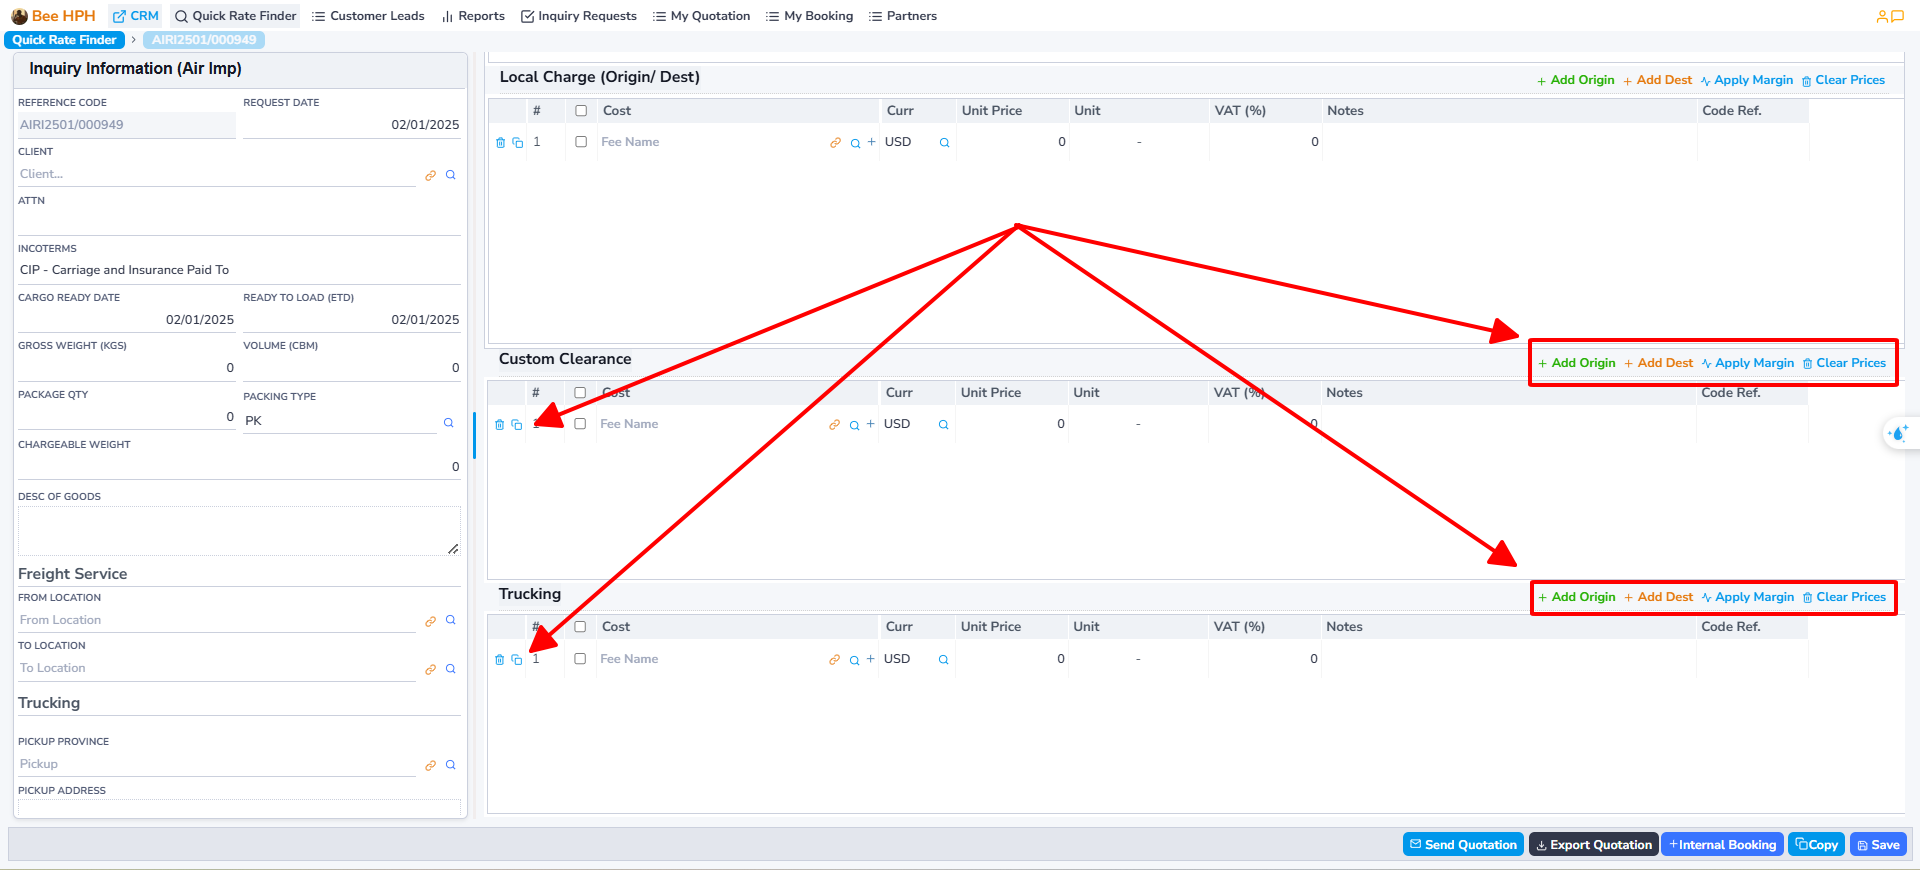 Bee HPH CRM Quick Rate Finder Customer Leads Reports Inquiry Requests My Quotation My Booking Partners
Quick Rate Finder > AIRI2501/000949
Inquiry Information (Air Imp)
REFERENCE CODE REQUEST DATE
AIRI2501/000949 02/01/2025
CLIENT
Client...
ATTN
INCOTERMS
CIP - Carriage and Insurance Paid To
CARGO READY DATE READY TO LOAD (ETD)
02/01/2025 02/01/2025
GROSS WEIGHT (KGS) VOLUME (CBM)
0 0
PACKAGE QTY PACKING TYPE
0 PK
CHARGEABLE WEIGHT
0
DESC OF GOODS
Freight Service
FROM LOCATION
From Location
TO LOCATION
To Location
Trucking
PICKUP PROVINCE
Pickup
PICKUP ADDRESS
Local Charge (Origin/ Dest) + Add Origin + Add Dest Apply Margin Clear Prices
# Cost Curr Unit Price Unit VAT (%) Notes Code Ref.
1 Fee Name + USD 0 - 0
Custom Clearance + Add Origin + Add Dest Apply Margin Clear Prices
# Cost Curr Unit Price Unit VAT (%) Notes Code Ref.
Fee Name + USD 0 - 0
Trucking + Add Origin + Add Dest Apply Margin Clear Prices
# Cost Curr Unit Price Unit VAT (%) Notes Code Ref.
1 Fee Name + USD 0 - 0
Send Quotation Export Quotation +Internal Booking Copy Save